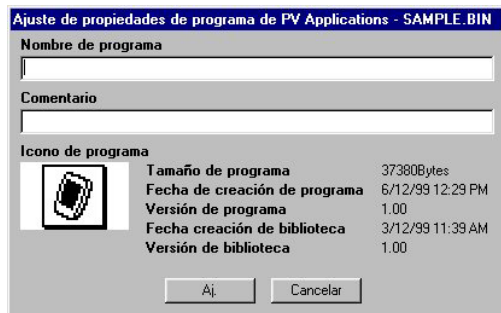 Ajuste de propiedades de programa de PV Applications - SAMPLE.BIN
Nombre de programa
Comentario
Icono de programa
Tamaño de programa 37380Bytes
Fecha de creación de programa 6/12/99 12:29 PM
Versión de programa 1.00
Fecha creación de biblioteca 3/12/99 11:39 AM
Versión de biblioteca 1.00
Aj. Cancelar